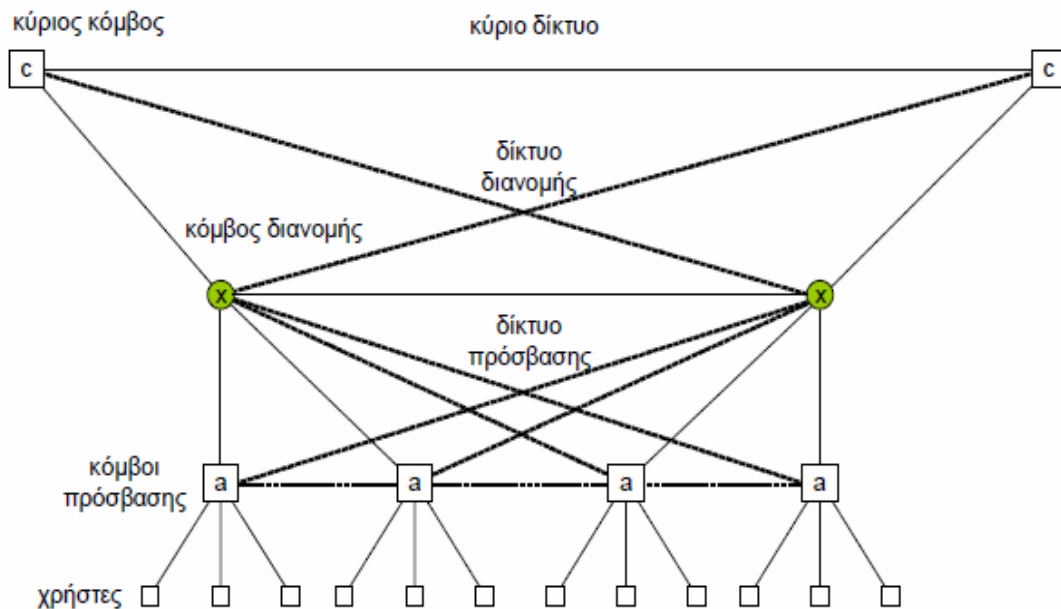 κύριος κόμβος
κύριο δίκτυο
c
c
δίκτυο
διανομής
κόμβος διανομής
x
x
δίκτυο
πρόσβασης
κόμβοι
πρόσβασης
a
a
a
a
χρήστες